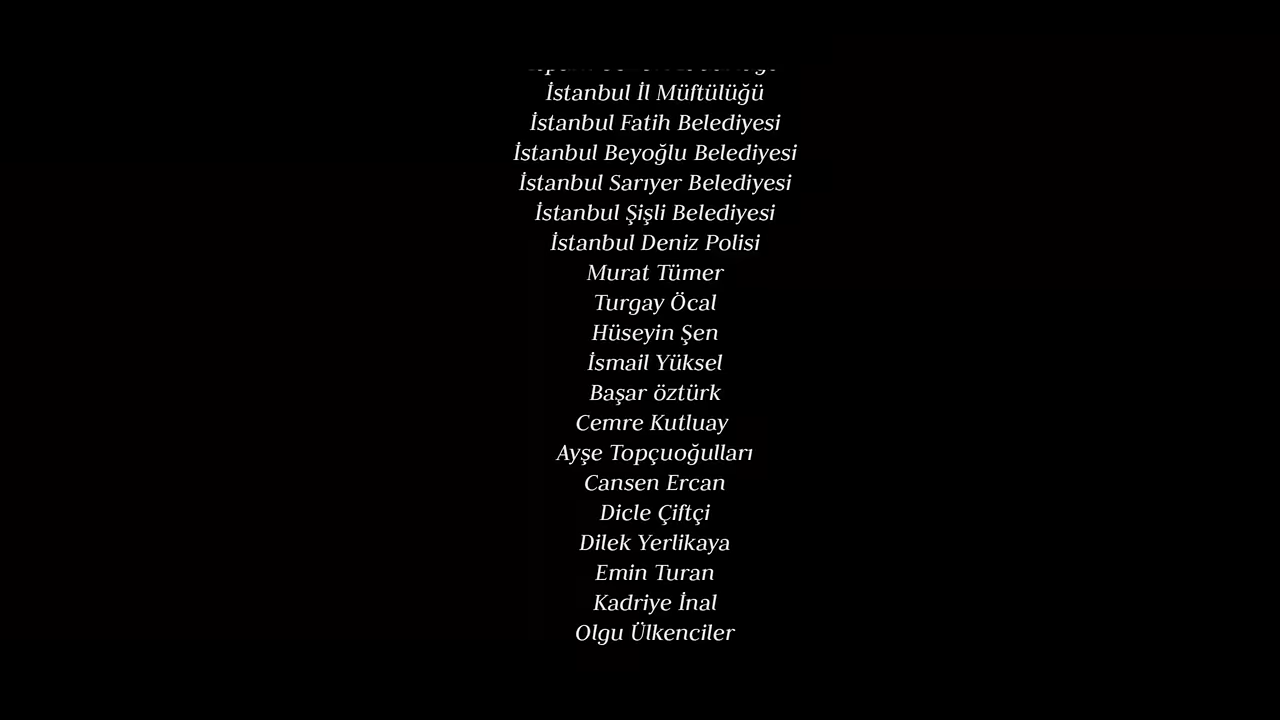 İstanbul İl Müftülüğü
İstanbul Fatih Belediyesi
İstanbul Beyoğlu Belediyesi
İstanbul Sarıyer Belediyesi
İstanbul Şişli Belediyesi
İstanbul Deniz Polisi
Murat Tümer
Turgay Öcal
Hüseyin Şen
İsmail Yüksel
Başar öztürk
Cemre Kutluay
Ayşe Topçuoğulları
Cansen Ercan
Dicle Çiftçi
Dilek Yerlikaya
Emin Turan
Kadriye İnal
Olgu Ülkenciler